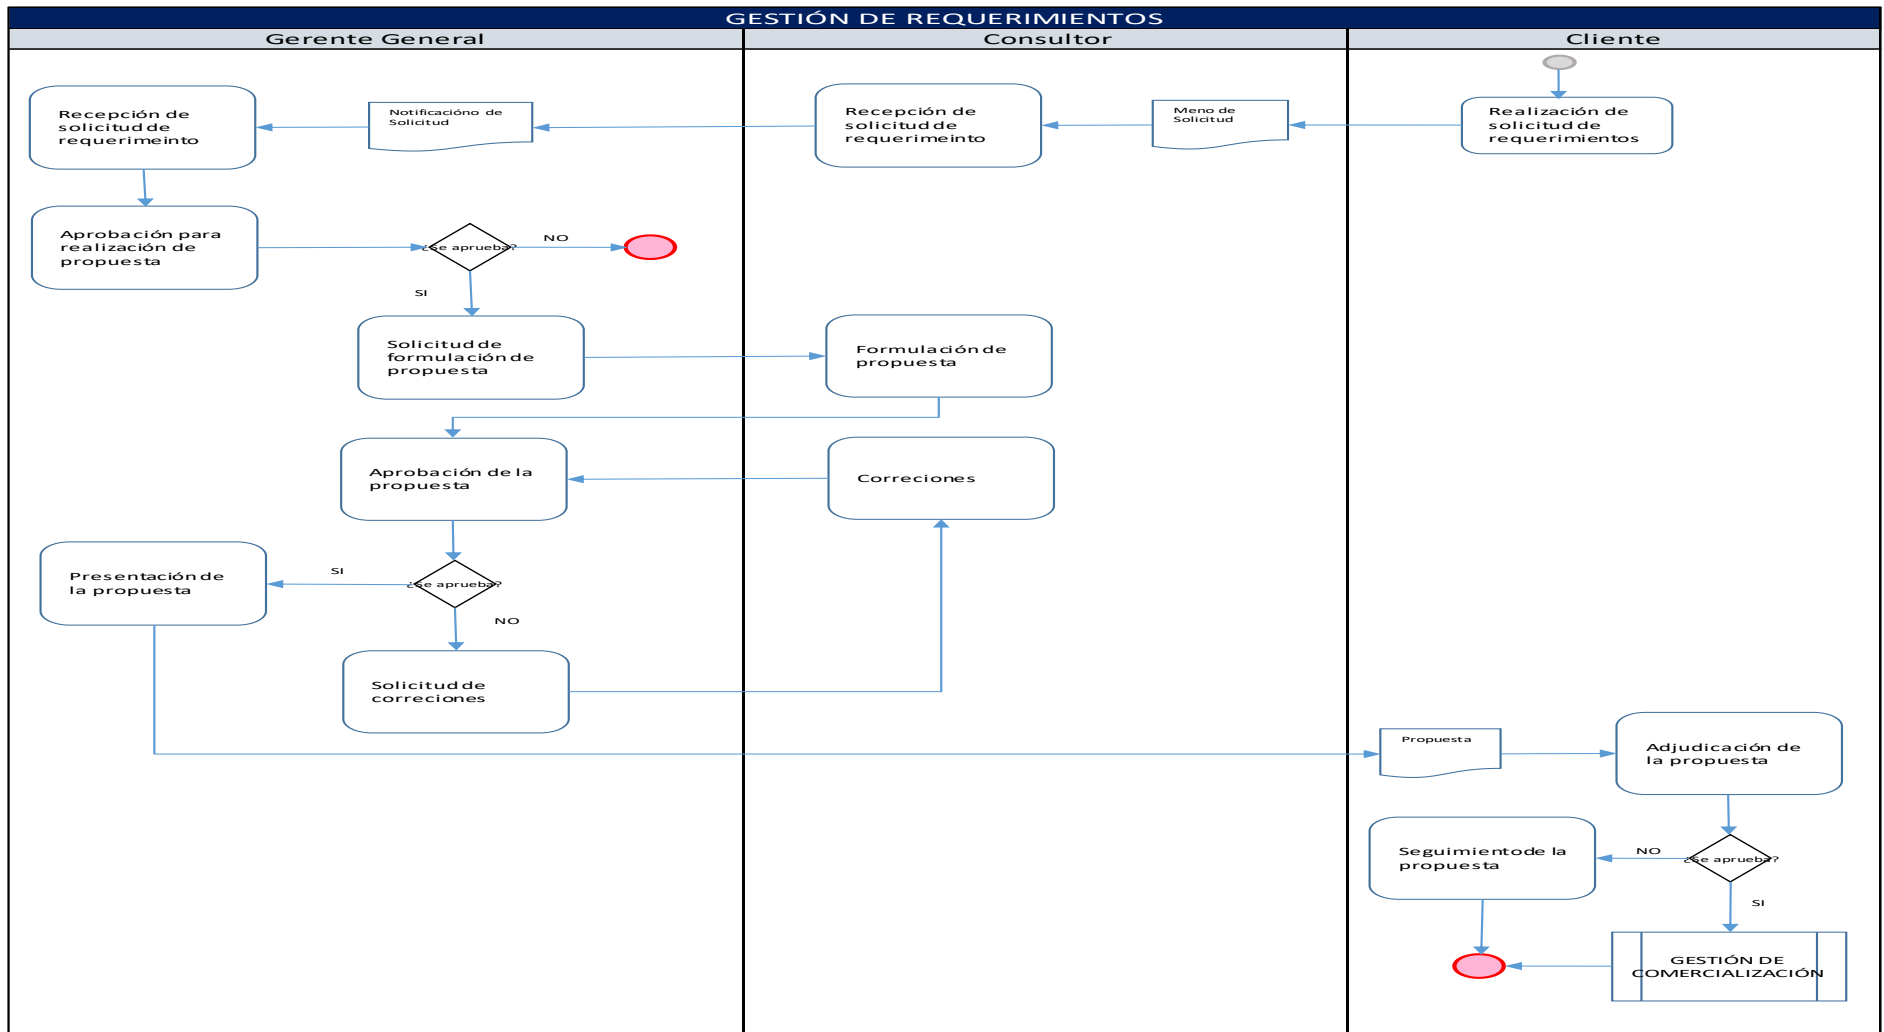 GESTIÓN DE REQUERIMIENTOS
Gerente General
Consultor
Cliente
Recepción de
solicitud de
requerimeinto
Notificacióno de
Solicitud
Recepción de
solicitud de
requerimeinto
Meno de
Solicitud
Realización de
solicitud de
requerimientos
Aprobación para
realización de
propuesta
¿Se aprueba?
NO
SI
Solicitud de
formulación de
propuesta
Formulación de
propuesta
Aprobación de la
propuesta
Correciones
Presentación de
la propuesta
SI
¿Se aprueba?
NO
Solicitud de
correciones
Propuesta
Adjudicación de
la propuesta
Seguimiento de la
propuesta
NO
¿Se aprueba?
SI
GESTIÓN DE
COMERCIALIZACIÓN